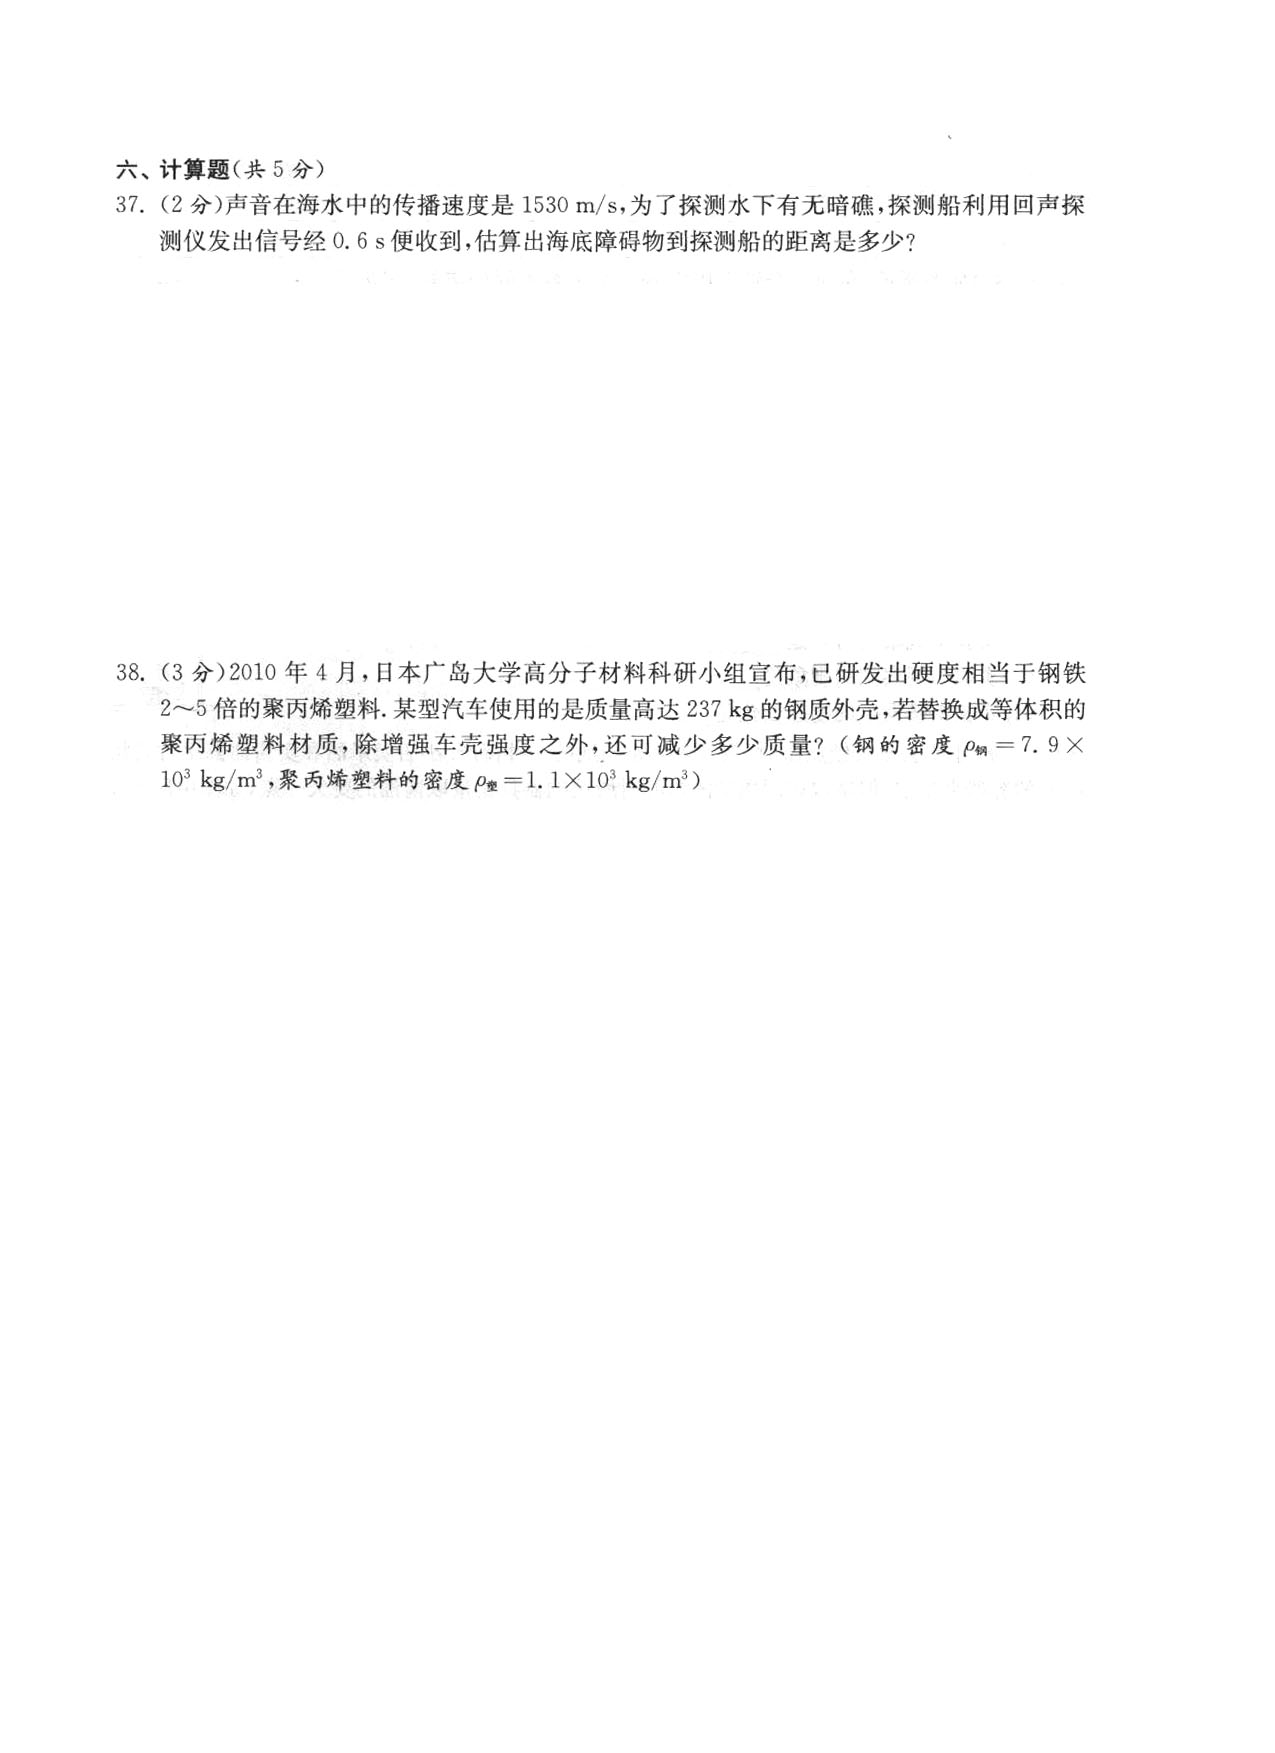 六、计算题(共 5 分)
37. (2 分)声音在海水中的传播速度是 1530 m/s,为了探测水下有无暗礁,探测船利用回声探
测仪发出信号经 0.6 s 便收到,估算出海底障碍物到探测船的距离是多少?
38. (3 分)2010 年 4 月,日本广岛大学高分子材料科研小组宣布,已研发出硬度相当于钢铁
2～5 倍的聚丙烯塑料.某型汽车使用的是质量高达 237 kg 的钢质外壳,若替换成等体积的
聚丙烯塑料材质,除增强车壳强度之外,还可减少多少质量? (钢的密度 ρ钢 =7.9×
10³ kg/m³,聚丙烯塑料的密度 ρ塑=1.1×10³ kg/m³)